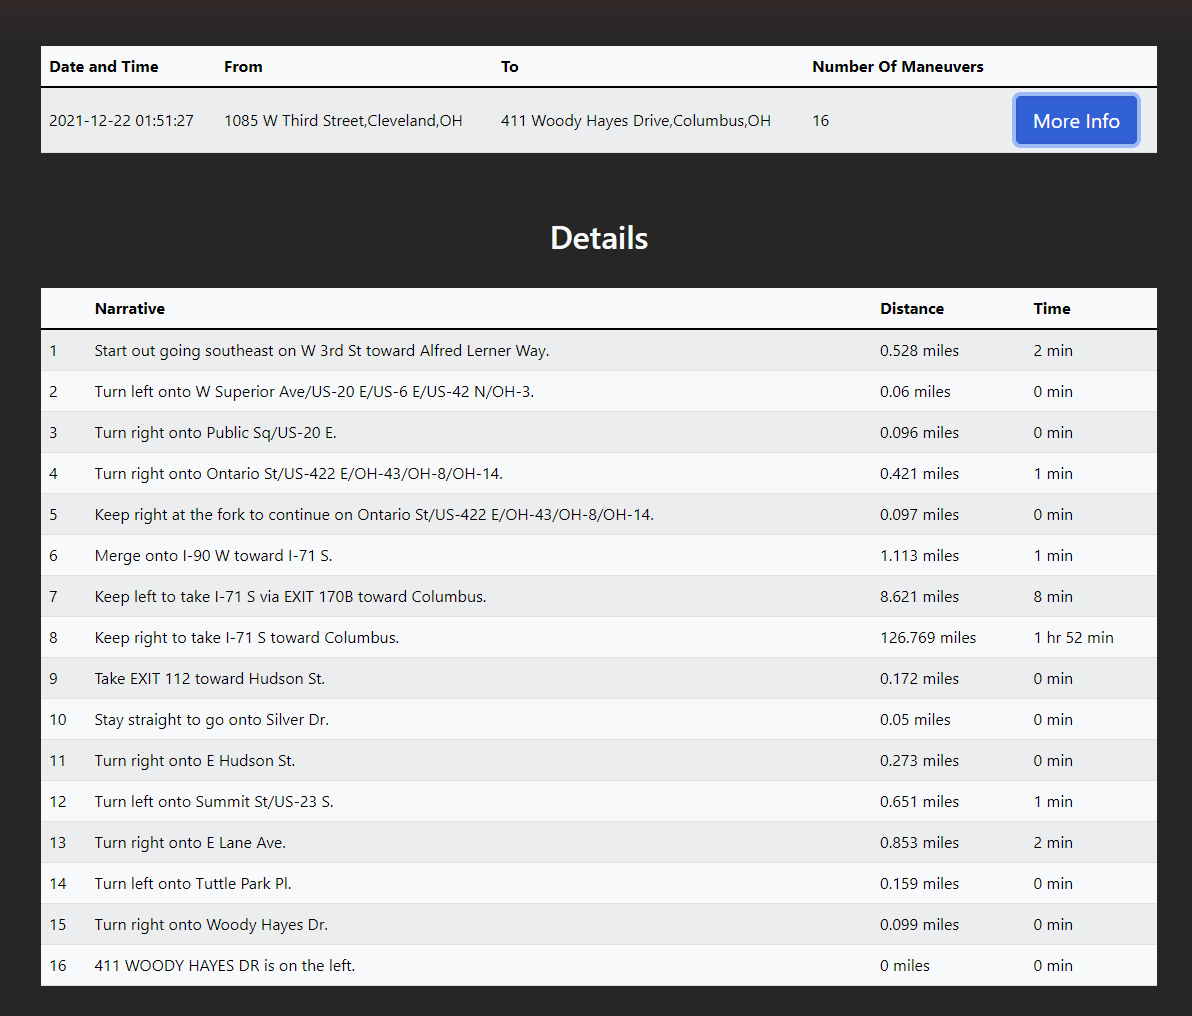 Date and Time From To Number Of Maneuvers
2021-12-22 01:51:27 1085 W Third Street,Cleveland,OH 411 Woody Hayes Drive,Columbus,OH 16 More Info
Details
Narrative Distance Time
1 Start out going southeast on W 3rd St toward Alfred Lerner Way. 0.528 miles 2 min
2 Turn left onto W Superior Ave/US-20 E/US-6 E/US-42 N/OH-3. 0.06 miles 0 min
3 Turn right onto Public Sq/US-20 E. 0.096 miles 0 min
4 Turn right onto Ontario St/US-422 E/OH-43/OH-8/OH-14. 0.421 miles 1 min
5 Keep right at the fork to continue on Ontario St/US-422 E/OH-43/OH-8/OH-14. 0.097 miles 0 min
6 Merge onto I-90 W toward I-71 S. 1.113 miles 1 min
7 Keep left to take I-71 S via EXIT 170B toward Columbus. 8.621 miles 8 min
8 Keep right to take I-71 S toward Columbus. 126.769 miles 1 hr 52 min
9 Take EXIT 112 toward Hudson St. 0.172 miles 0 min
10 Stay straight to go onto Silver Dr. 0.05 miles 0 min
11 Turn right onto E Hudson St. 0.273 miles 0 min
12 Turn left onto Summit St/US-23 S. 0.651 miles 1 min
13 Turn right onto E Lane Ave. 0.853 miles 2 min
14 Turn left onto Tuttle Park Pl. 0.159 miles 0 min
15 Turn right onto Woody Hayes Dr. 0.099 miles 0 min
16 411 WOODY HAYES DR is on the left. 0 miles 0 min